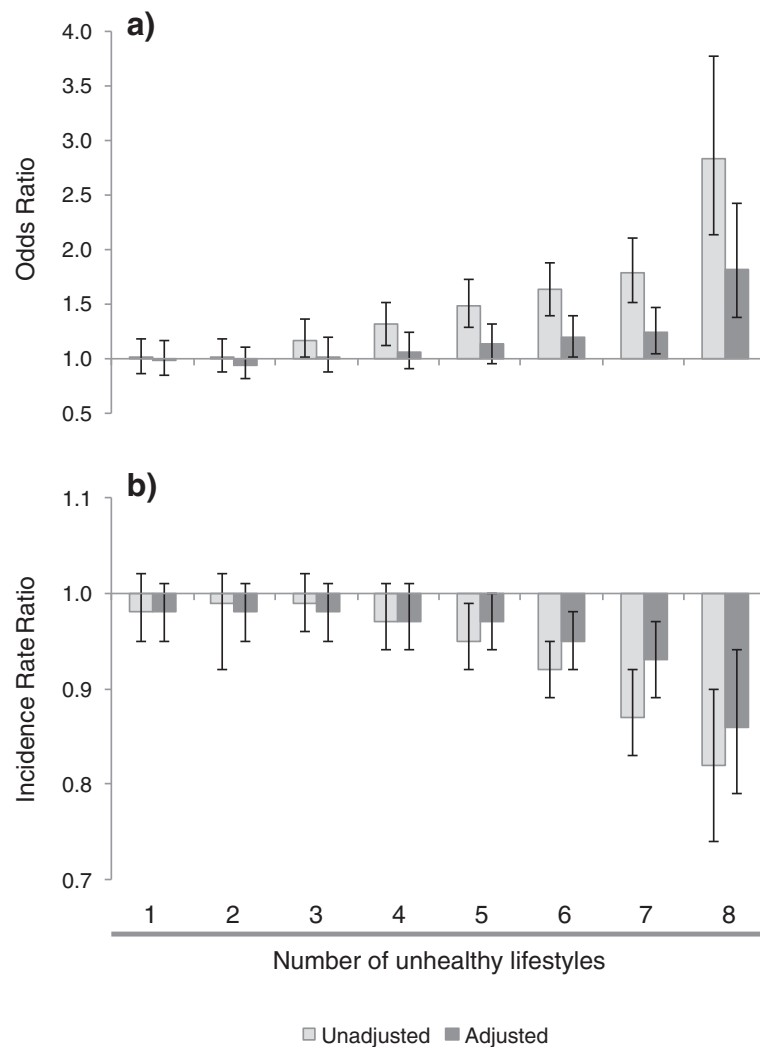 a)
4.0
3.5
3.0
2.5
2.0
1.5
1.0
0.5
Odds Ratio
b)
1.1
1.0
0.9
0.8
0.7
Incidence Rate Ratio
1 2 3 4 5 6 7 8
Number of unhealthy lifestyles
Unadjusted Adjusted